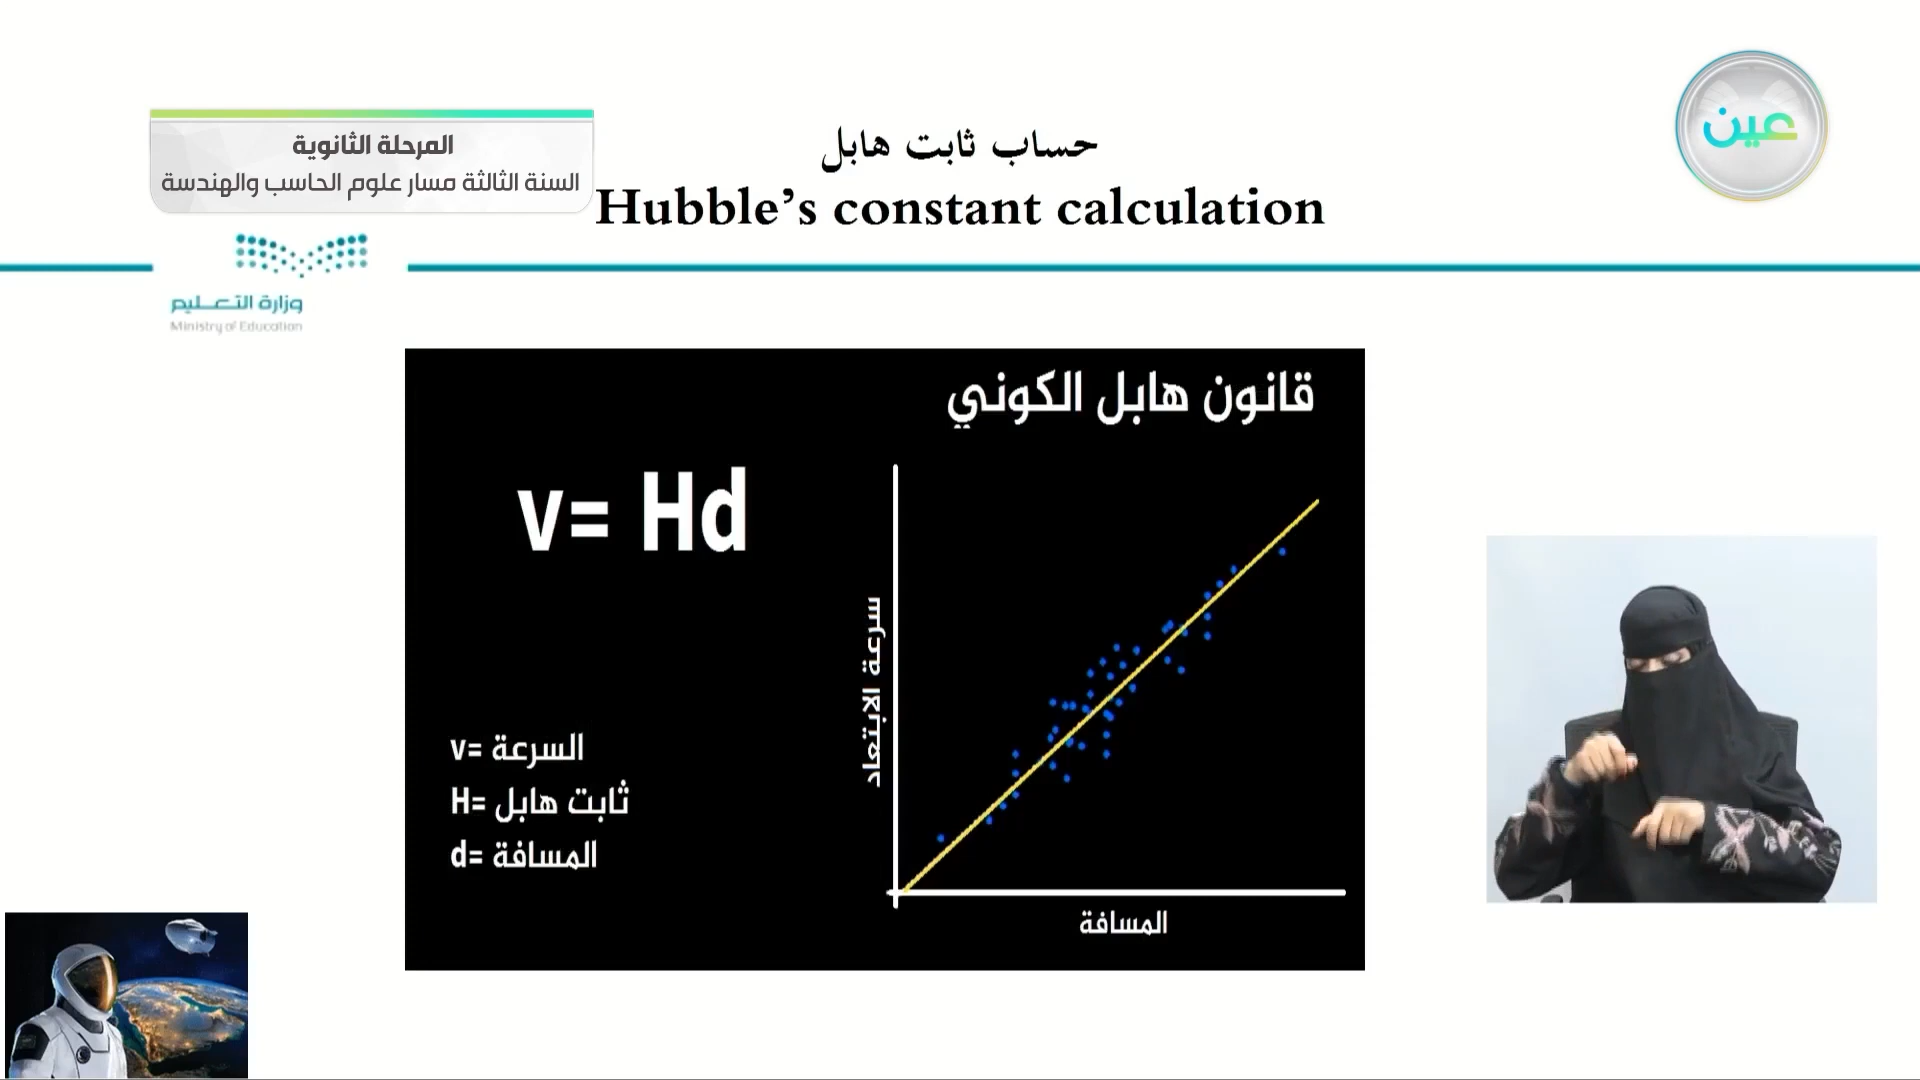 المرحلة الثانوية
السنة الثالثة مسار علوم الحاسب والهندسة
حساب ثابت هابل
Hubble’s constant calculation
عين
وزارة التعـليم
Ministry of Education
قانون هابل الكوني
v= Hd
سرعة الابتعاد
v= السرعة
H= ثابت هابل
d= المسافة
المسافة